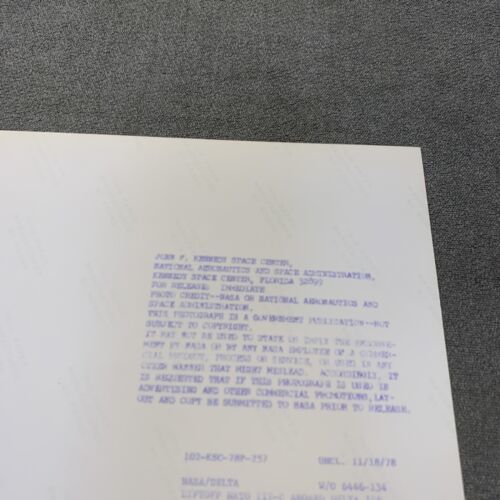 JOHN F. KENNEDY SPACE CENTER,
NATIONAL AERONAUTICS AND SPACE ADMINISTRATION,
KENNEDY SPACE CENTER, FLORIDA 32899
FOR RELEASE: IMMEDIATE
PHOTO CREDIT--NASA OR NATIONAL AERONAUTICS AND
SPACE ADMINISTRATION.
THIS PHOTOGRAPH IS A GOVERNMENT PUBLICATION--NOT
SUBJECT TO COPYRIGHT.
IT MAY NOT BE USED TO STATE OR IMPLY THE ENDORSE-
MENT BY NASA OR BY ANY NASA EMPLOYEE OF A COMMER-
CIAL PRODUCT, PROCESS OR SERVICE, OR USED IN ANY
OTHER MANNER THAT MIGHT MISLEAD. ACCORDINGLY, IT
IS REQUESTED THAT IF THIS PHOTOGRAPH IS USED IN
ADVERTISING AND OTHER COMMERCIAL PROMOTIONS, LAY-
OUT AND COPY BE SUBMITTED TO NASA PRIOR TO RELEASE.
102-KSC-78P-257 UNCL. 11/18/78
NASA/DELTA W/O 6446-134
LIFTOFF NATO III-C ABOARD DELTA